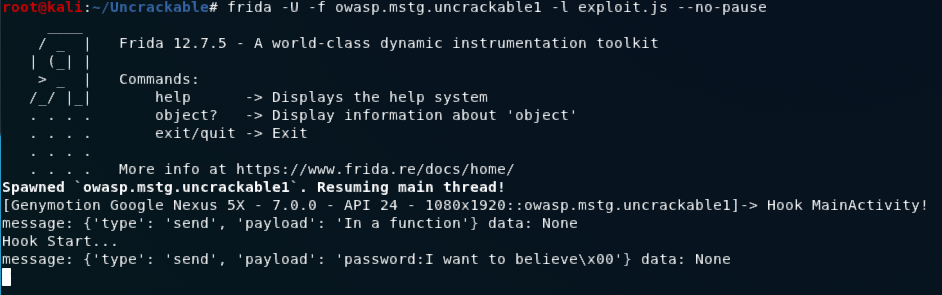 root@kali:~/Uncrackable# frida -U -f owasp.mstg.uncrackable1 -l exploit.js --no-pause
     ____
    / _  |   Frida 12.7.5 - A world-class dynamic instrumentation toolkit
   | (_| |
    > _  |   Commands:
   /_/ |_|       help      -> Displays the help system
   . . . .       object?   -> Display information about 'object'
   . . . .       exit/quit -> Exit
   . . . .
   . . . .   More info at https://www.frida.re/docs/home/
Spawned `owasp.mstg.uncrackable1`. Resuming main thread!
[Genymotion Google Nexus 5X - 7.0.0 - API 24 - 1080x1920::owasp.mstg.uncrackable1]-> Hook MainActivity!
message: {'type': 'send', 'payload': 'In a function'} data: None
Hook Start...
message: {'type': 'send', 'payload': 'password:I want to believe\x00'} data: None